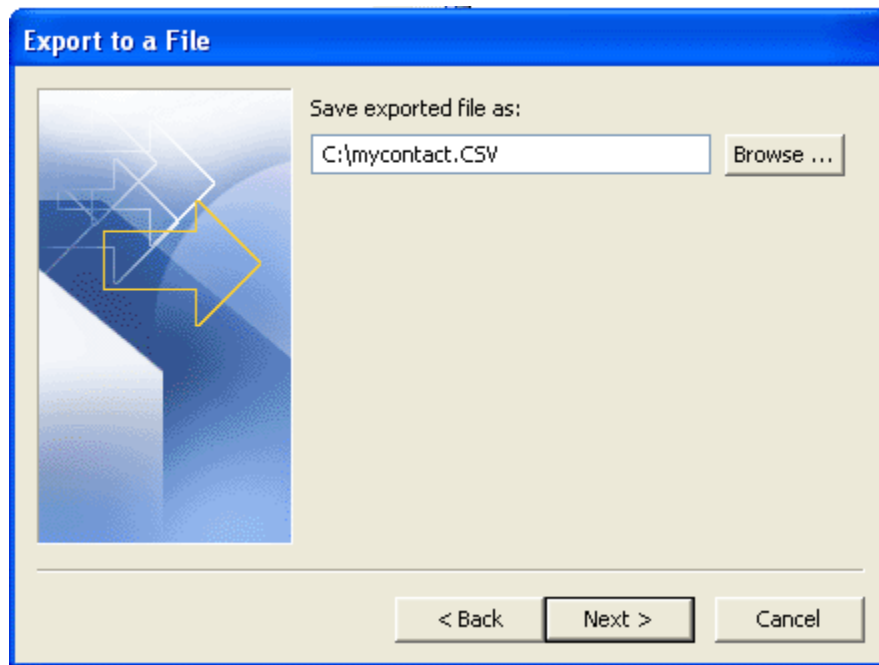 Export to a File
Save exported file as:
C:\mycontact.CSV
Browse ...
< Back
Next >
Cancel